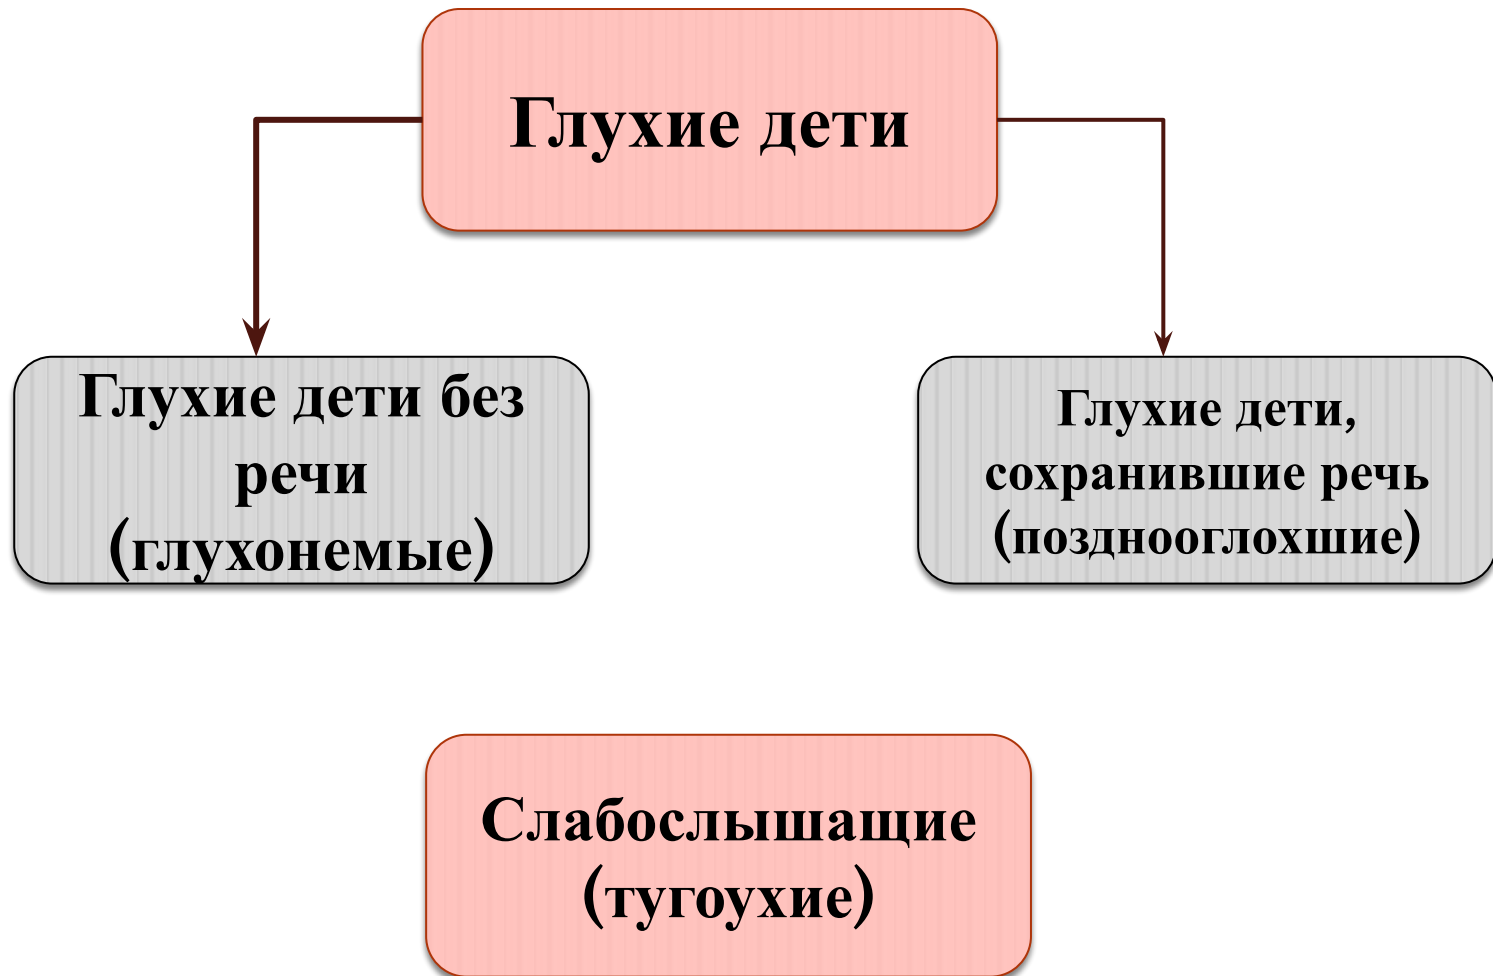 Глухие дети
Глухие дети без
речи
(глухонемые)
Глухие дети,
сохранившие речь
(позднооглохшие)
Слабослышащие
(тугоухие)